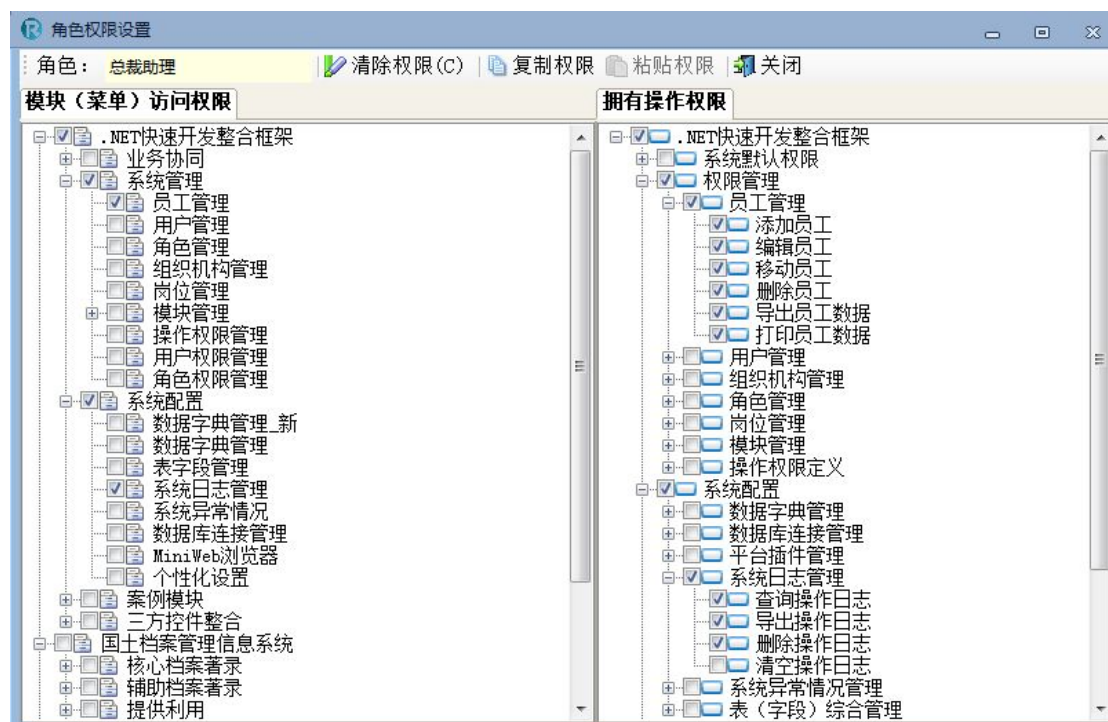 角色权限设置
角色： 总裁助理 清除权限(C) 复制权限 粘贴权限 关闭
模块（菜单）访问权限
.NET快速开发整合框架
业务协同
系统管理
员工管理
用户管理
角色管理
组织机构管理
岗位管理
模块管理
操作权限管理
用户权限管理
角色权限管理
系统配置
数据字典管理_新
数据字典管理
表字段管理
系统日志管理
系统异常情况
数据库连接管理
MiniWeb浏览器
个性化设置
案例模块
三方控件整合
国土档案管理信息系统
核心档案著录
辅助档案著录
提供利用
拥有操作权限
.NET快速开发整合框架
系统默认权限
权限管理
员工管理
添加员工
编辑员工
移动员工
删除员工
导出员工数据
打印员工数据
用户管理
组织机构管理
角色管理
岗位管理
模块管理
操作权限定义
系统配置
数据字典管理
数据库连接管理
平台插件管理
系统日志管理
查询操作日志
导出操作日志
删除操作日志
清空操作日志
系统异常情况管理
表（字段）综合管理